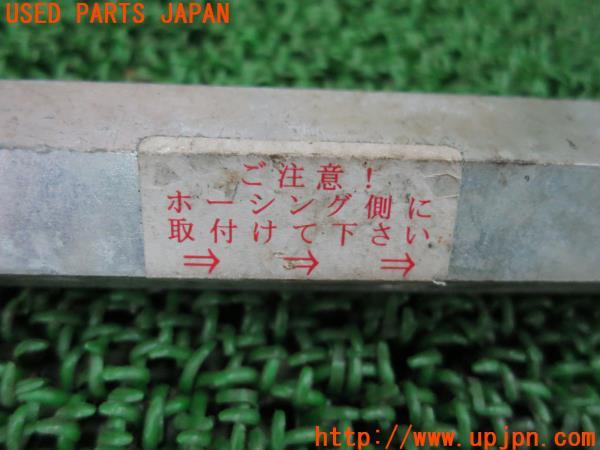 USED PARTS JAPAN
ご注意!
ホーシング側に
取付けて下さい
⇒ ⇒ ⇒
http://www.upjpn.com